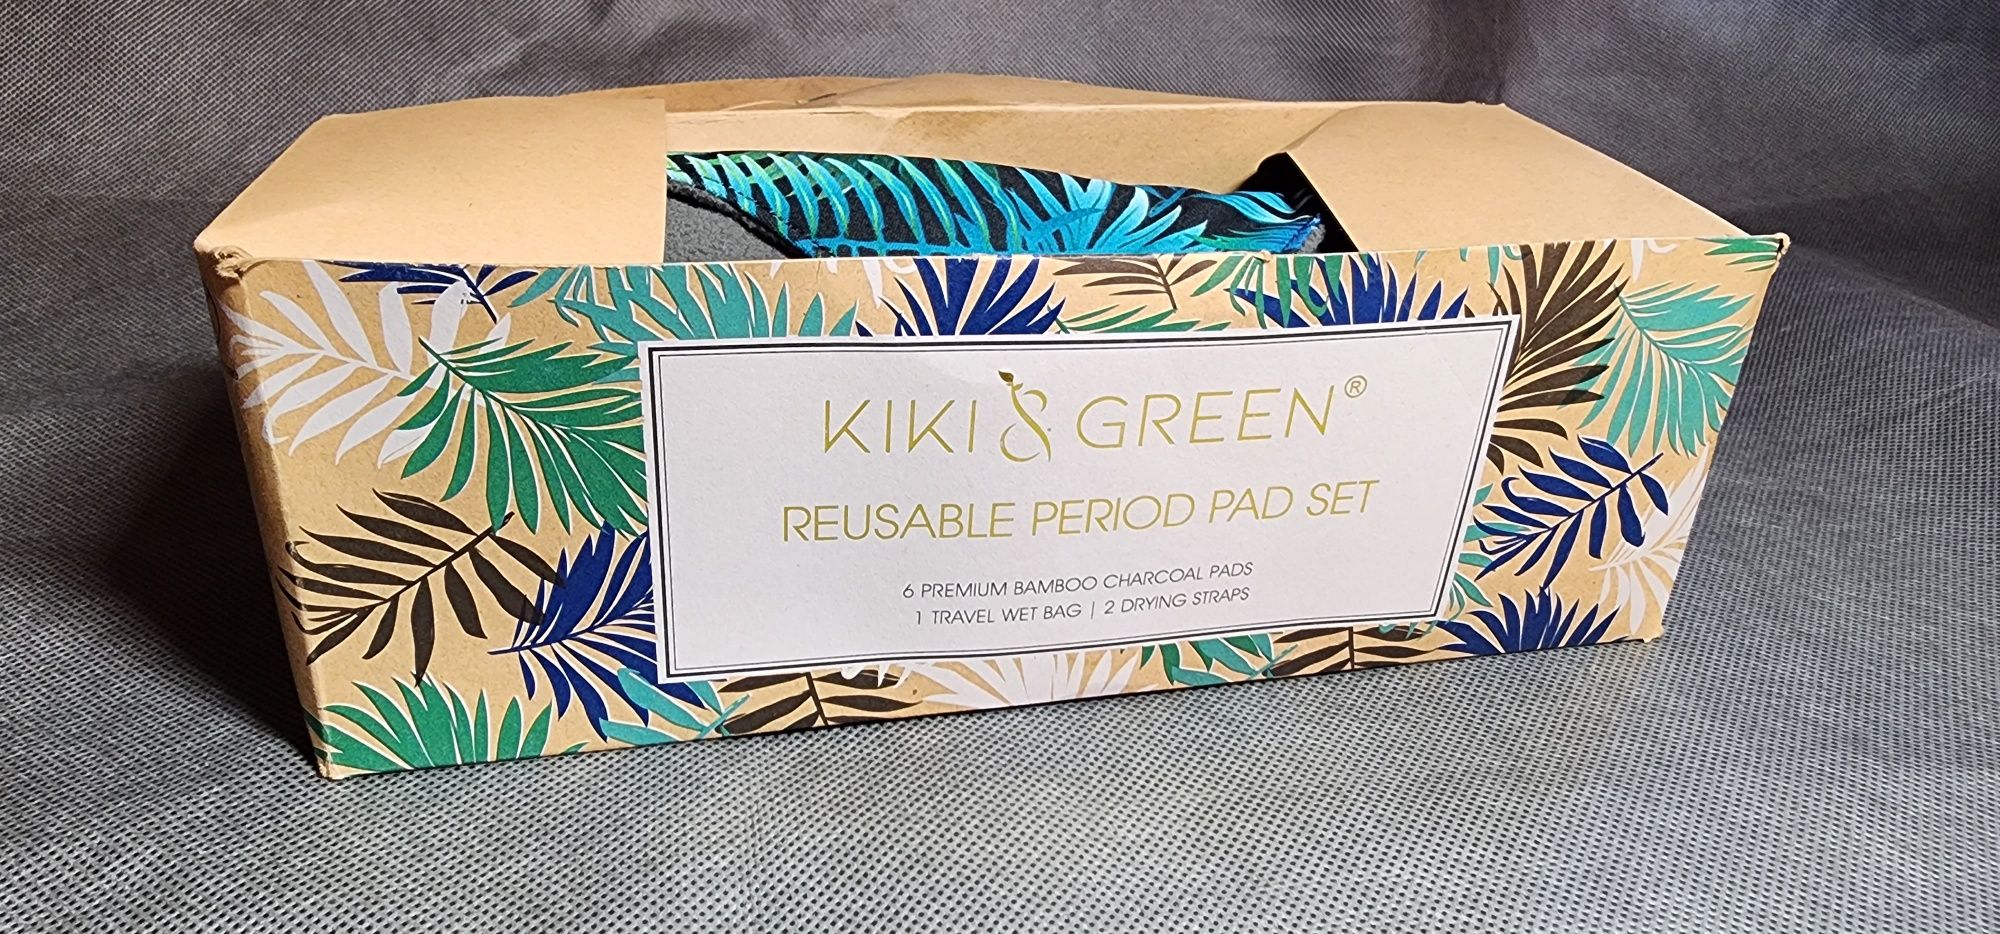 KIKI & GREEN®
REUSABLE PERIOD PAD SET
6 PREMIUM BAMBOO CHARCOAL PADS
1 TRAVEL WET BAG | 2 DRYING STRAPS